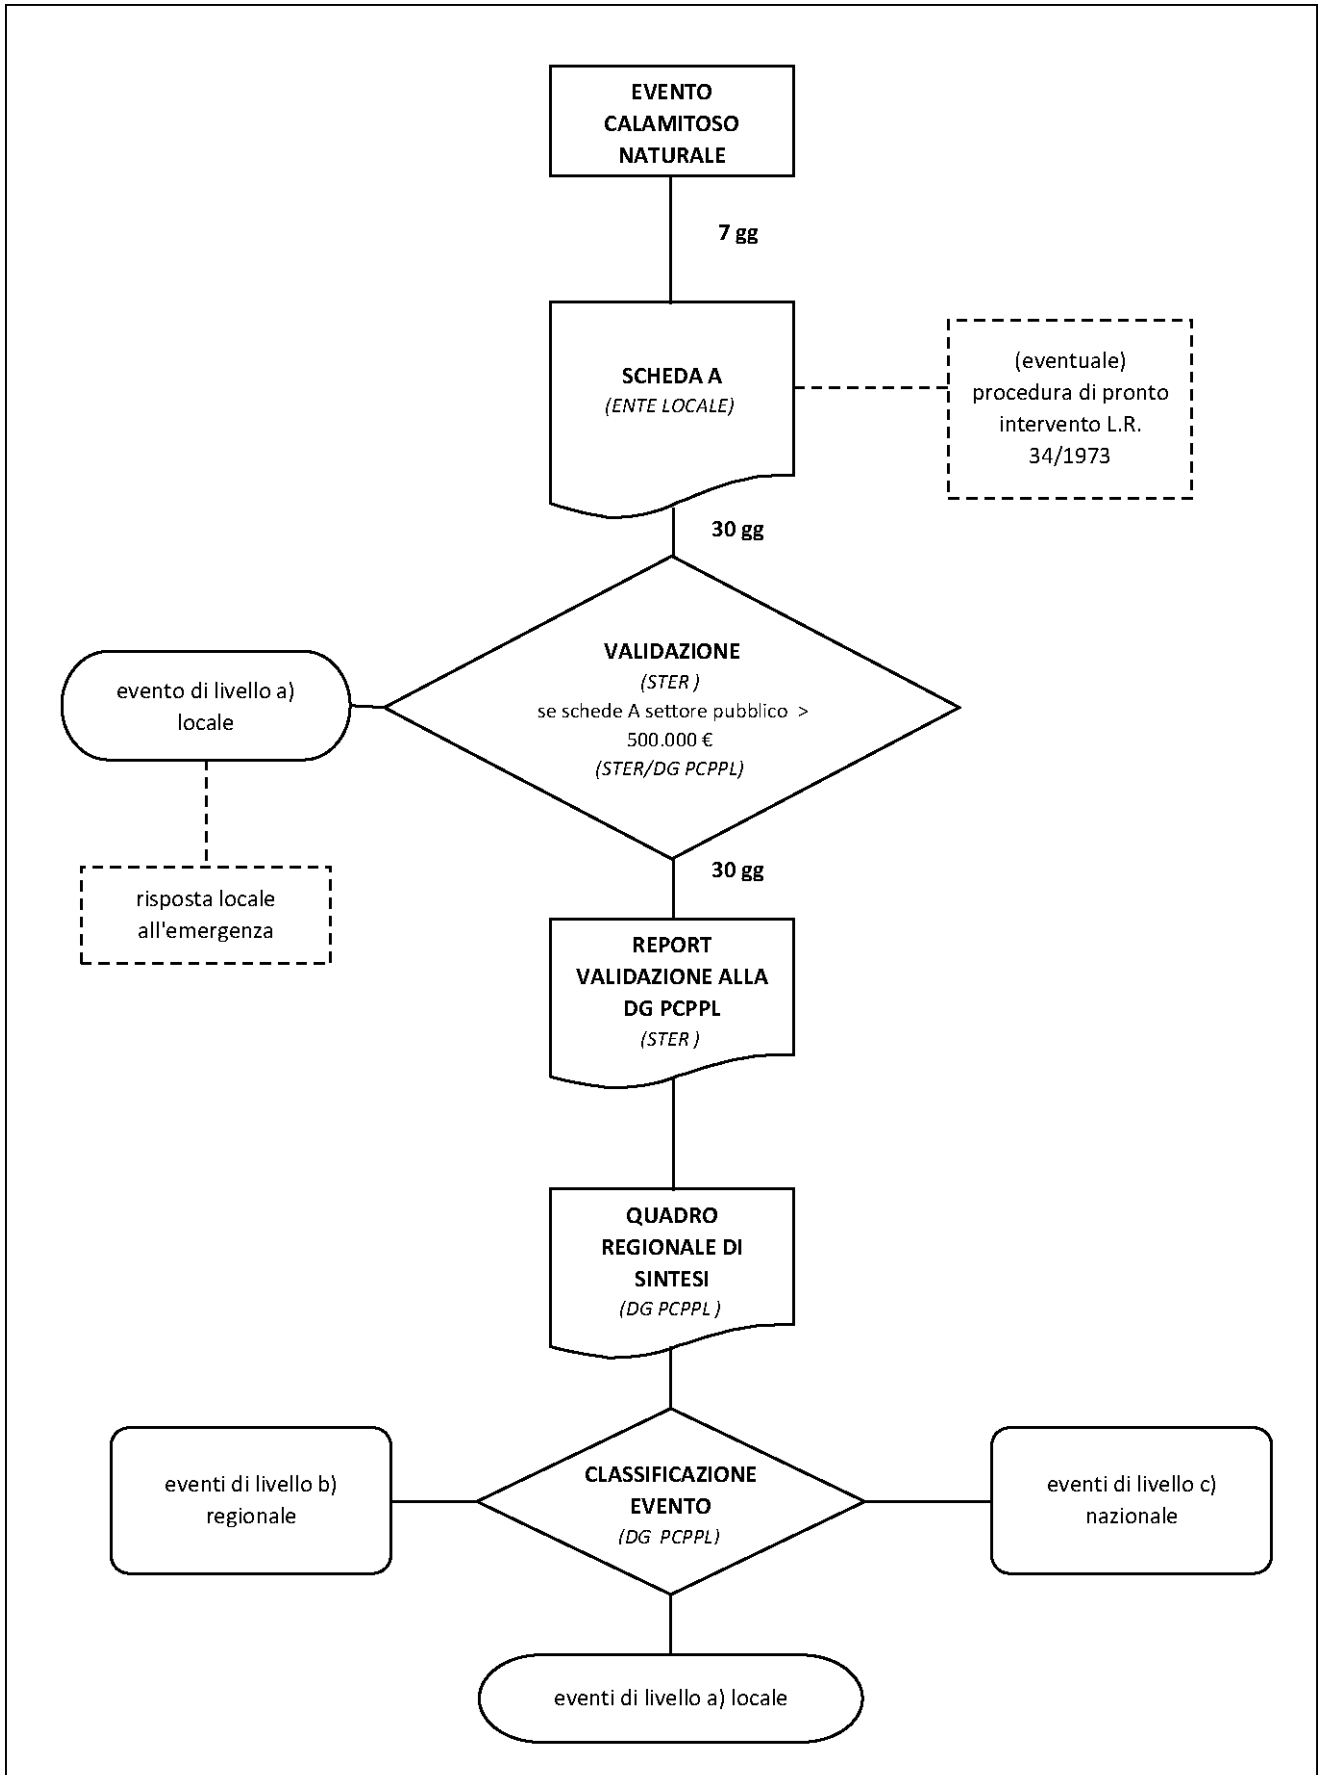 EVENTO
CALAMITOSO
NATURALE
7 gg
SCHEDA A
(ENTE LOCALE)
(eventuale)
procedura di pronto
intervento L.R.
34/1973
30 gg
VALIDAZIONE
(STER )
se schede A settore pubblico >
500.000 €
(STER/DG PCPPL)
evento di livello a)
locale
risposta locale
all'emergenza
30 gg
REPORT
VALIDAZIONE ALLA
DG PCPPL
(STER )
QUADRO
REGIONALE DI
SINTESI
(DG PCPPL )
eventi di livello b)
regionale
CLASSIFICAZIONE
EVENTO
(DG PCPPL)
eventi di livello c)
nazionale
eventi di livello a) locale